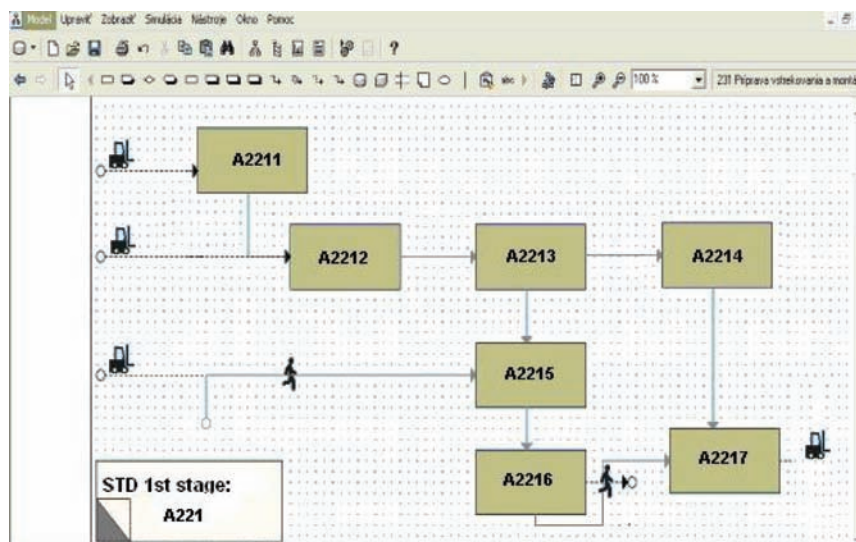 Model Upraviť Zobraziť Simulácia Nástroje Okno Pomoc
abc 100 % 231 Príprava vstrekovania a montá
A2211
A2212 A2213 A2214
A2215
A2216 A2217
STD 1st stage:
A221